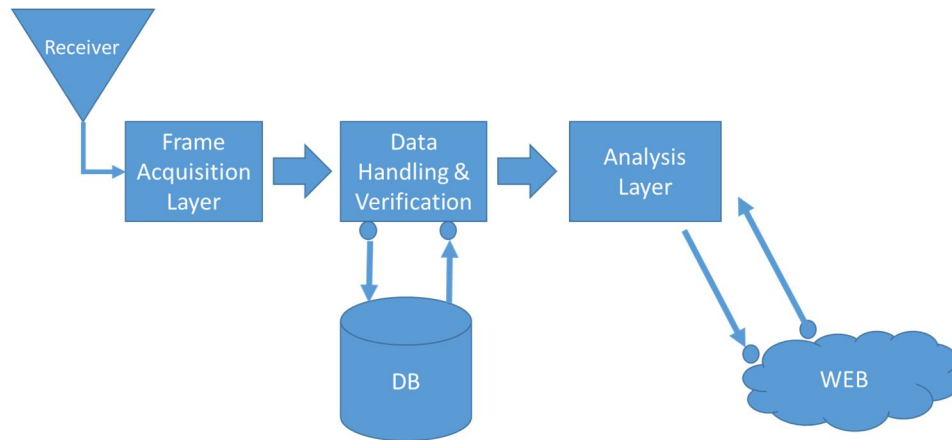 Receiver
Frame
Acquisition
Layer
Data
Handling &
Verification
Analysis
Layer
DB
WEB